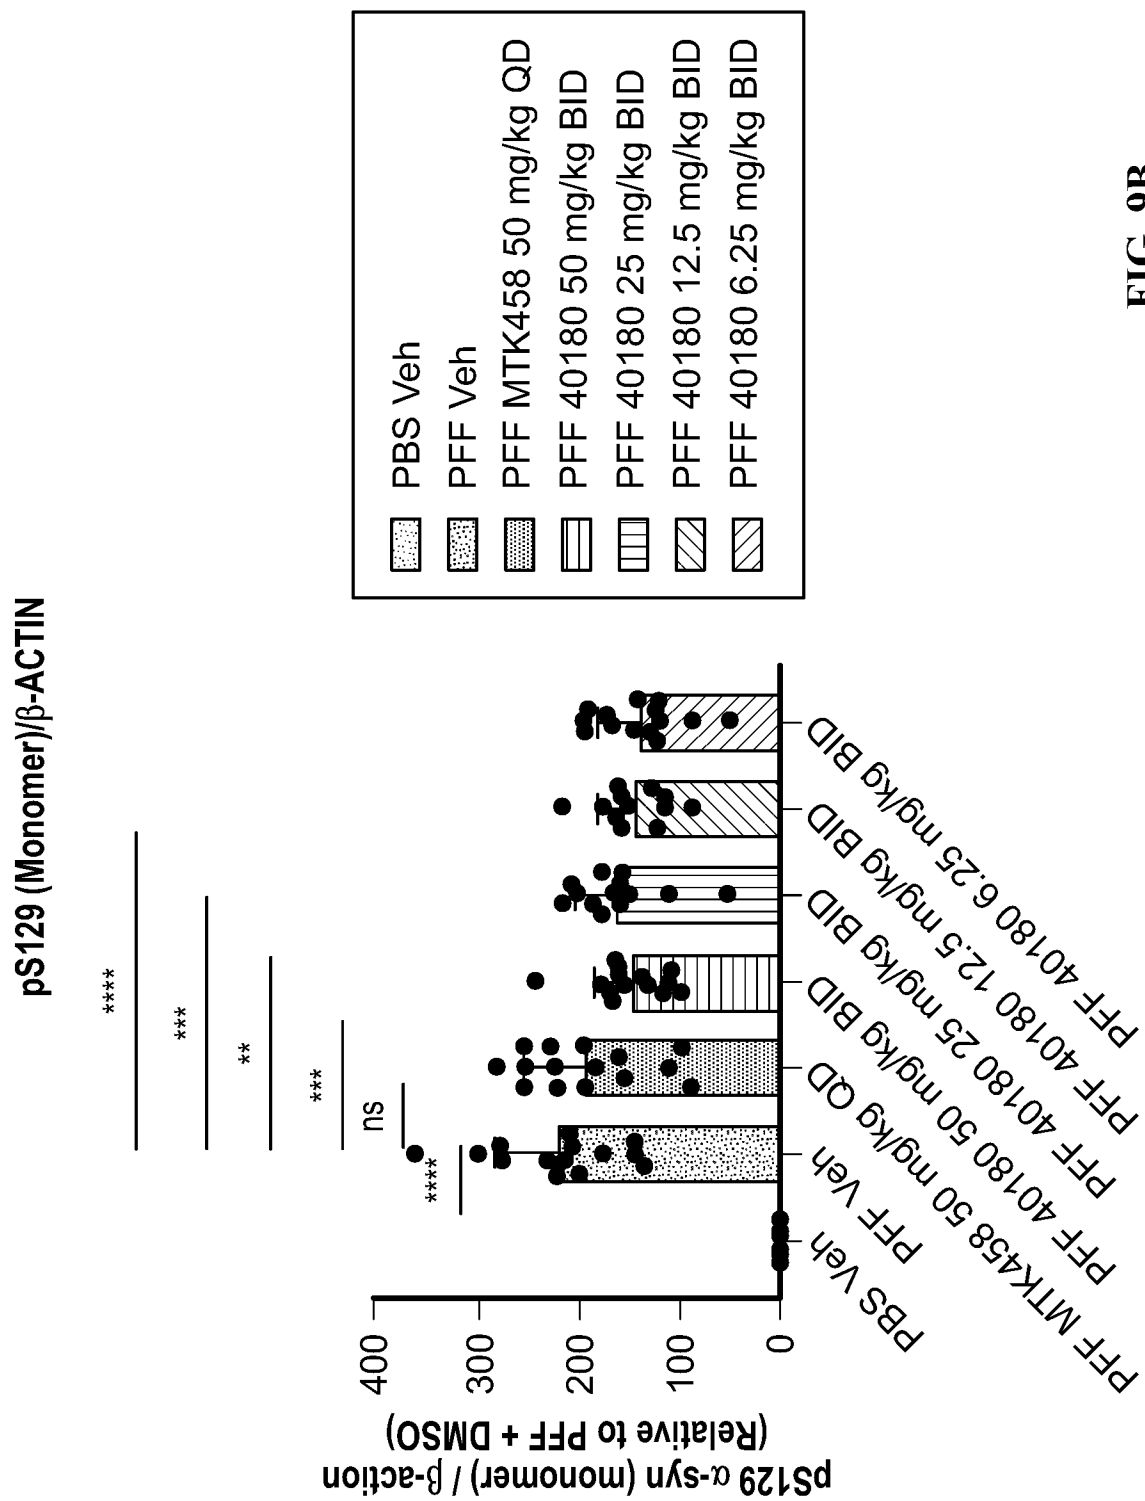 pS129 (Monomer)/β-ACTIN
****
***
**
***
ns
****
pS129 α-syn (monomer) / β-action
(Relative to PFF + DMSO)
400
300
200
100
0
PBS Veh
PFF Veh
PFF MTK458 50 mg/kg QD
PFF 40180 50 mg/kg BID
PFF 40180 25 mg/kg BID
PFF 40180 12.5 mg/kg BID
PFF 40180 6.25 mg/kg BID
PBS Veh
PFF Veh
PFF MTK458 50 mg/kg QD
PFF 40180 50 mg/kg BID
PFF 40180 25 mg/kg BID
PFF 40180 12.5 mg/kg BID
PFF 40180 6.25 mg/kg BID
FIG. 9B